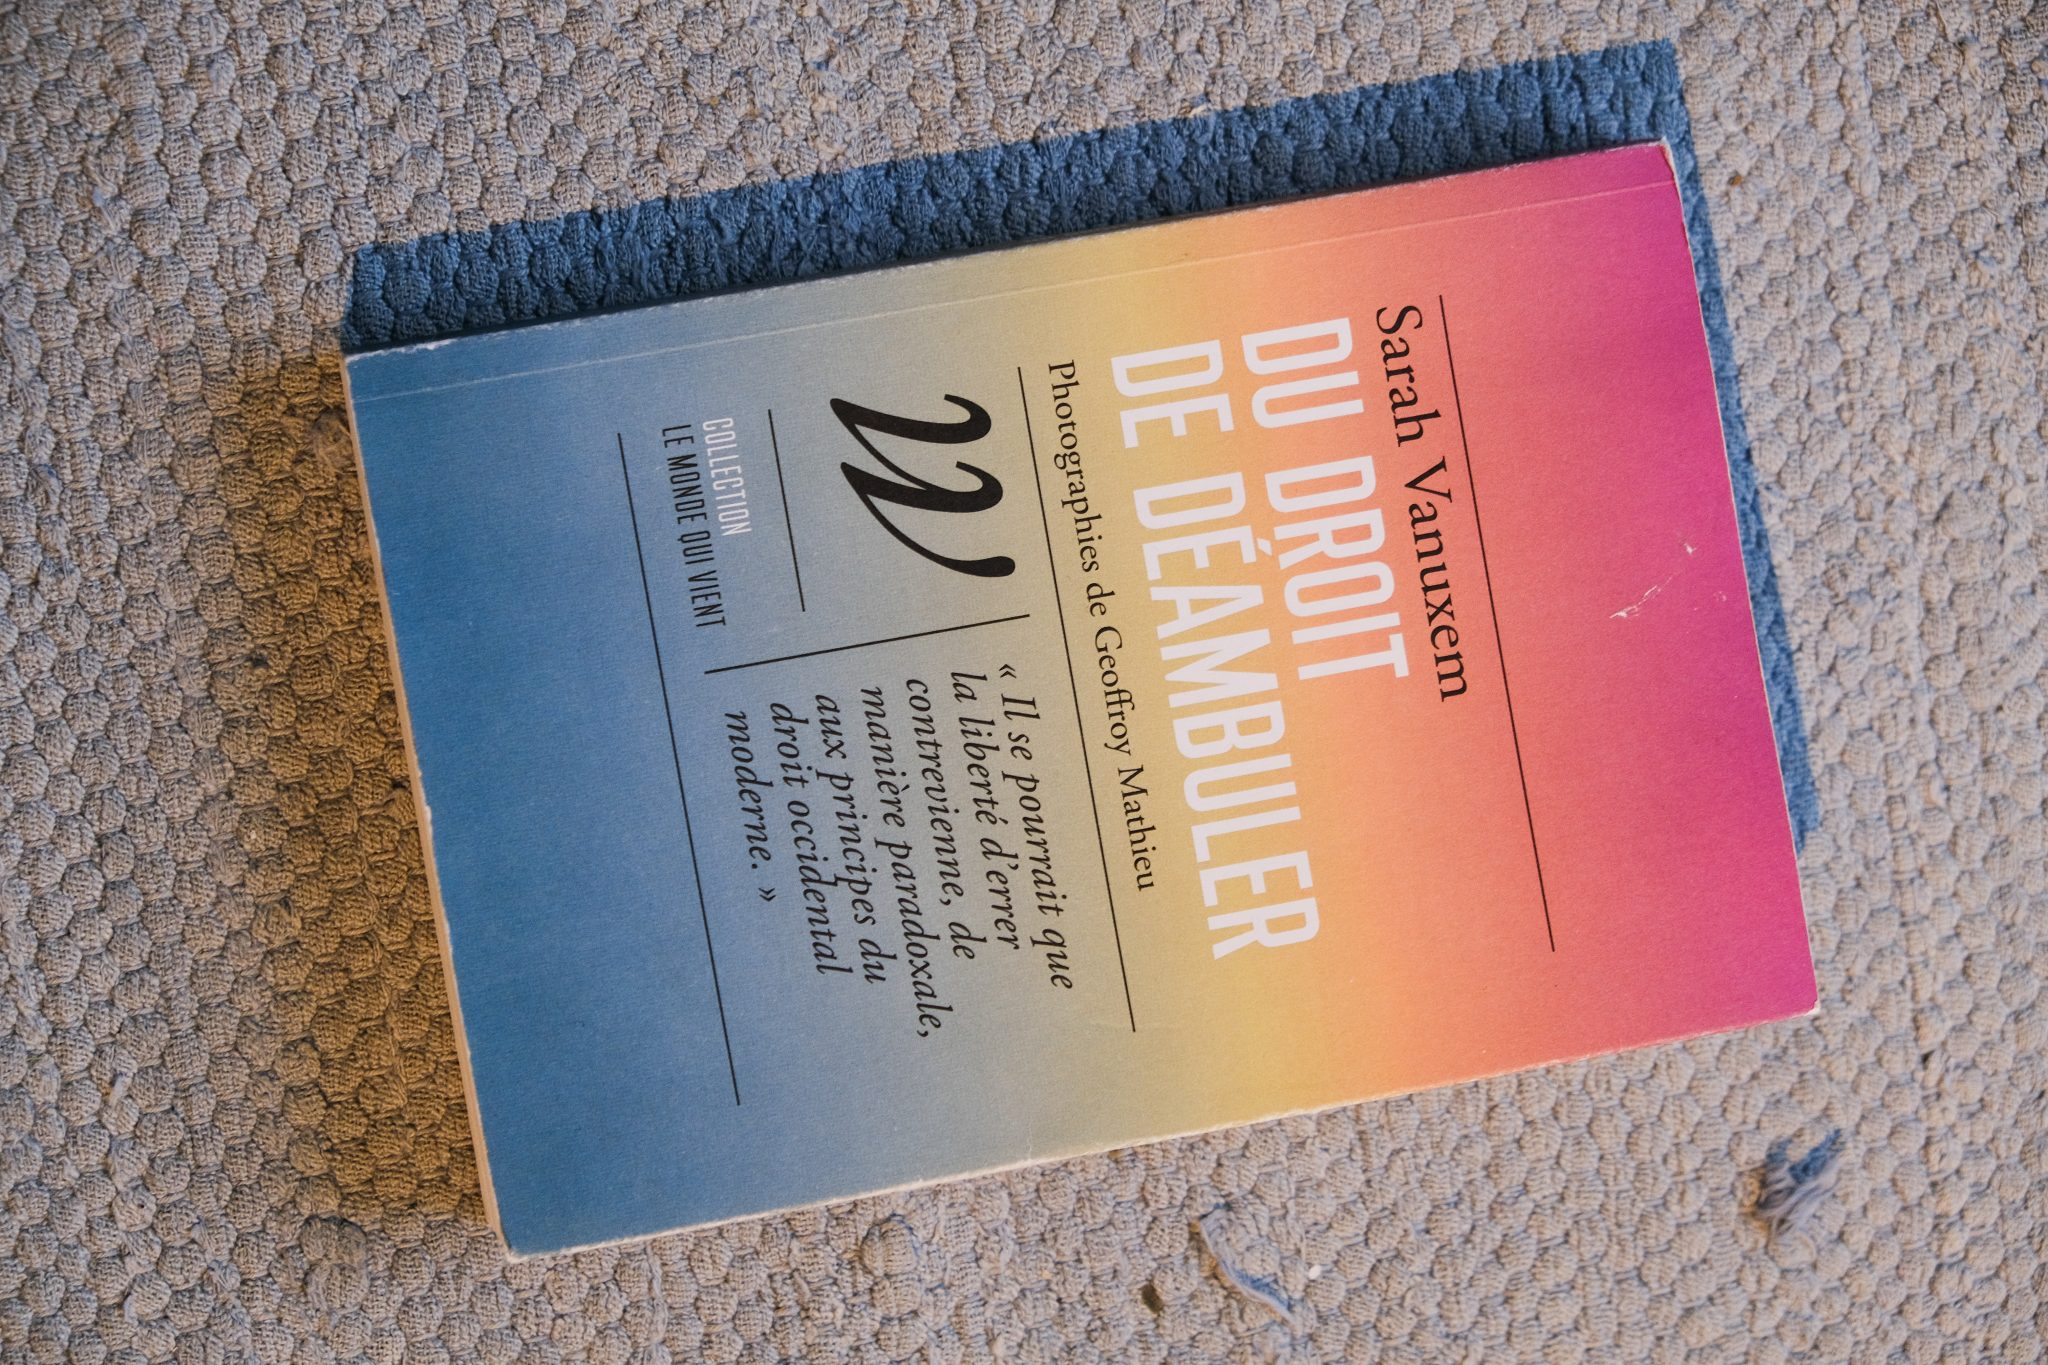 Sarah Vanuxem
DU DROIT
DE DÉAMBULER
Photographies de Geoffroy Mathieu
« Il se pourrait que
la liberté d'errer
contrevienne, de
manière paradoxale,
aux principes du
droit occidental
moderne. »
COLLECTION
LE MONDE QUI VIENT